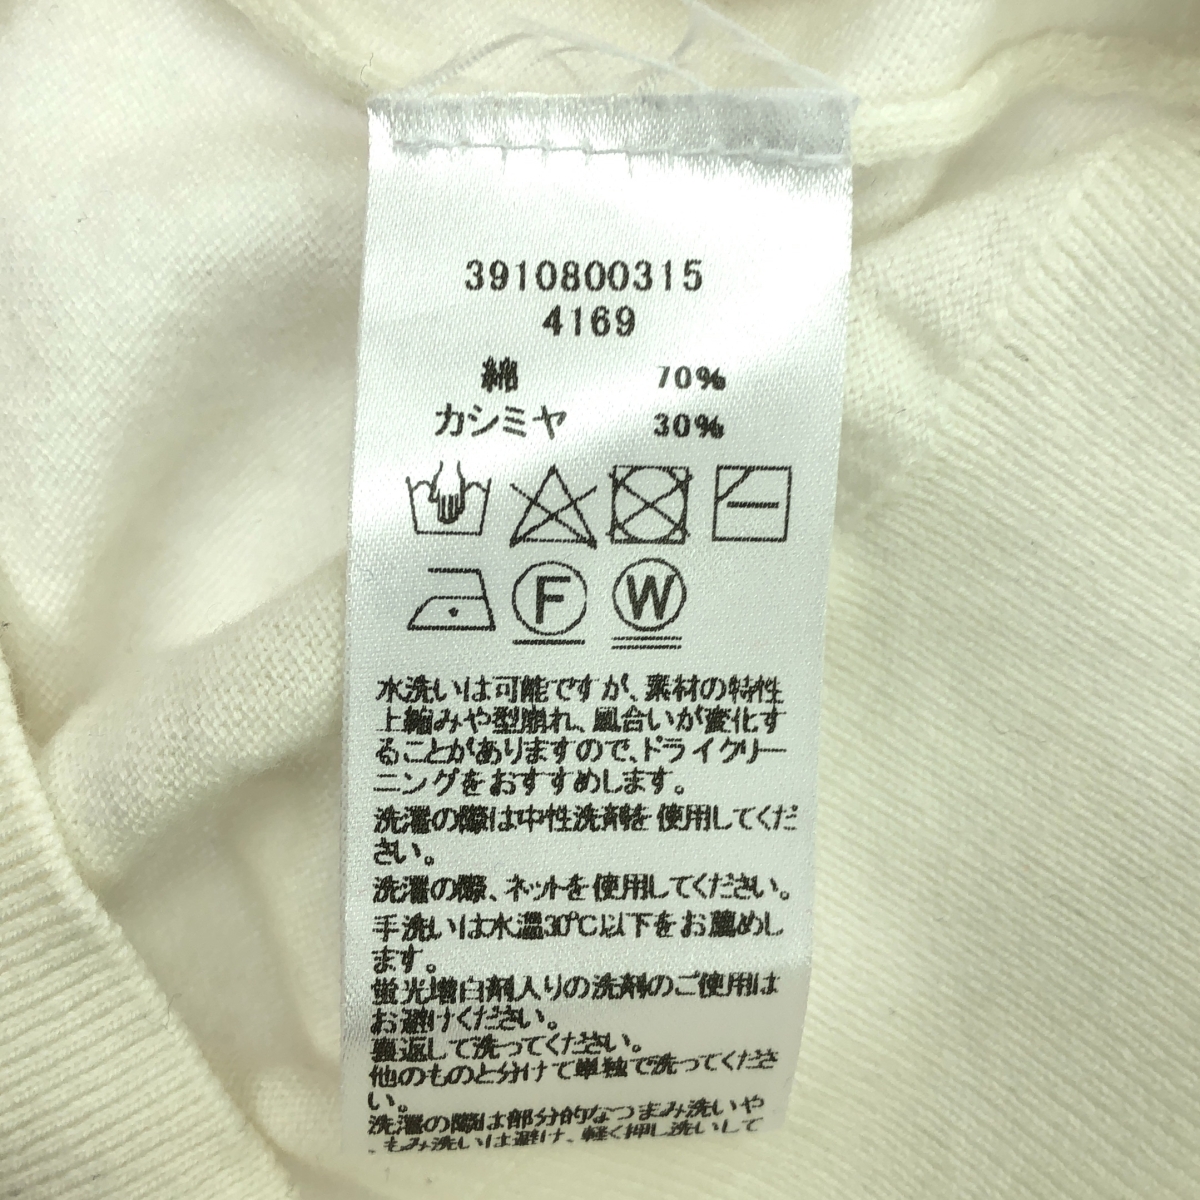 3910800315
4169
綿 70%
カシミヤ 30%
F W
水洗いは可能ですが、素材の特性
上縮みや型崩れ、風合いが変化す
ることがありますので、ドライクリー
ニングをおすすめします。
洗濯の際は中性洗剤を使用してくだ
さい。
洗濯の際、ネットを使用してください。
手洗いは水温30℃以下をお薦めし
ます。
蛍光増白剤入りの洗剤のご使用は
お避けください。
裏返して洗ってください。
他のものと分けて単独で洗ってくださ
い。
洗濯の際は部分的なつまみ洗いや
、もみ洗いは避け、軽く押し洗いして